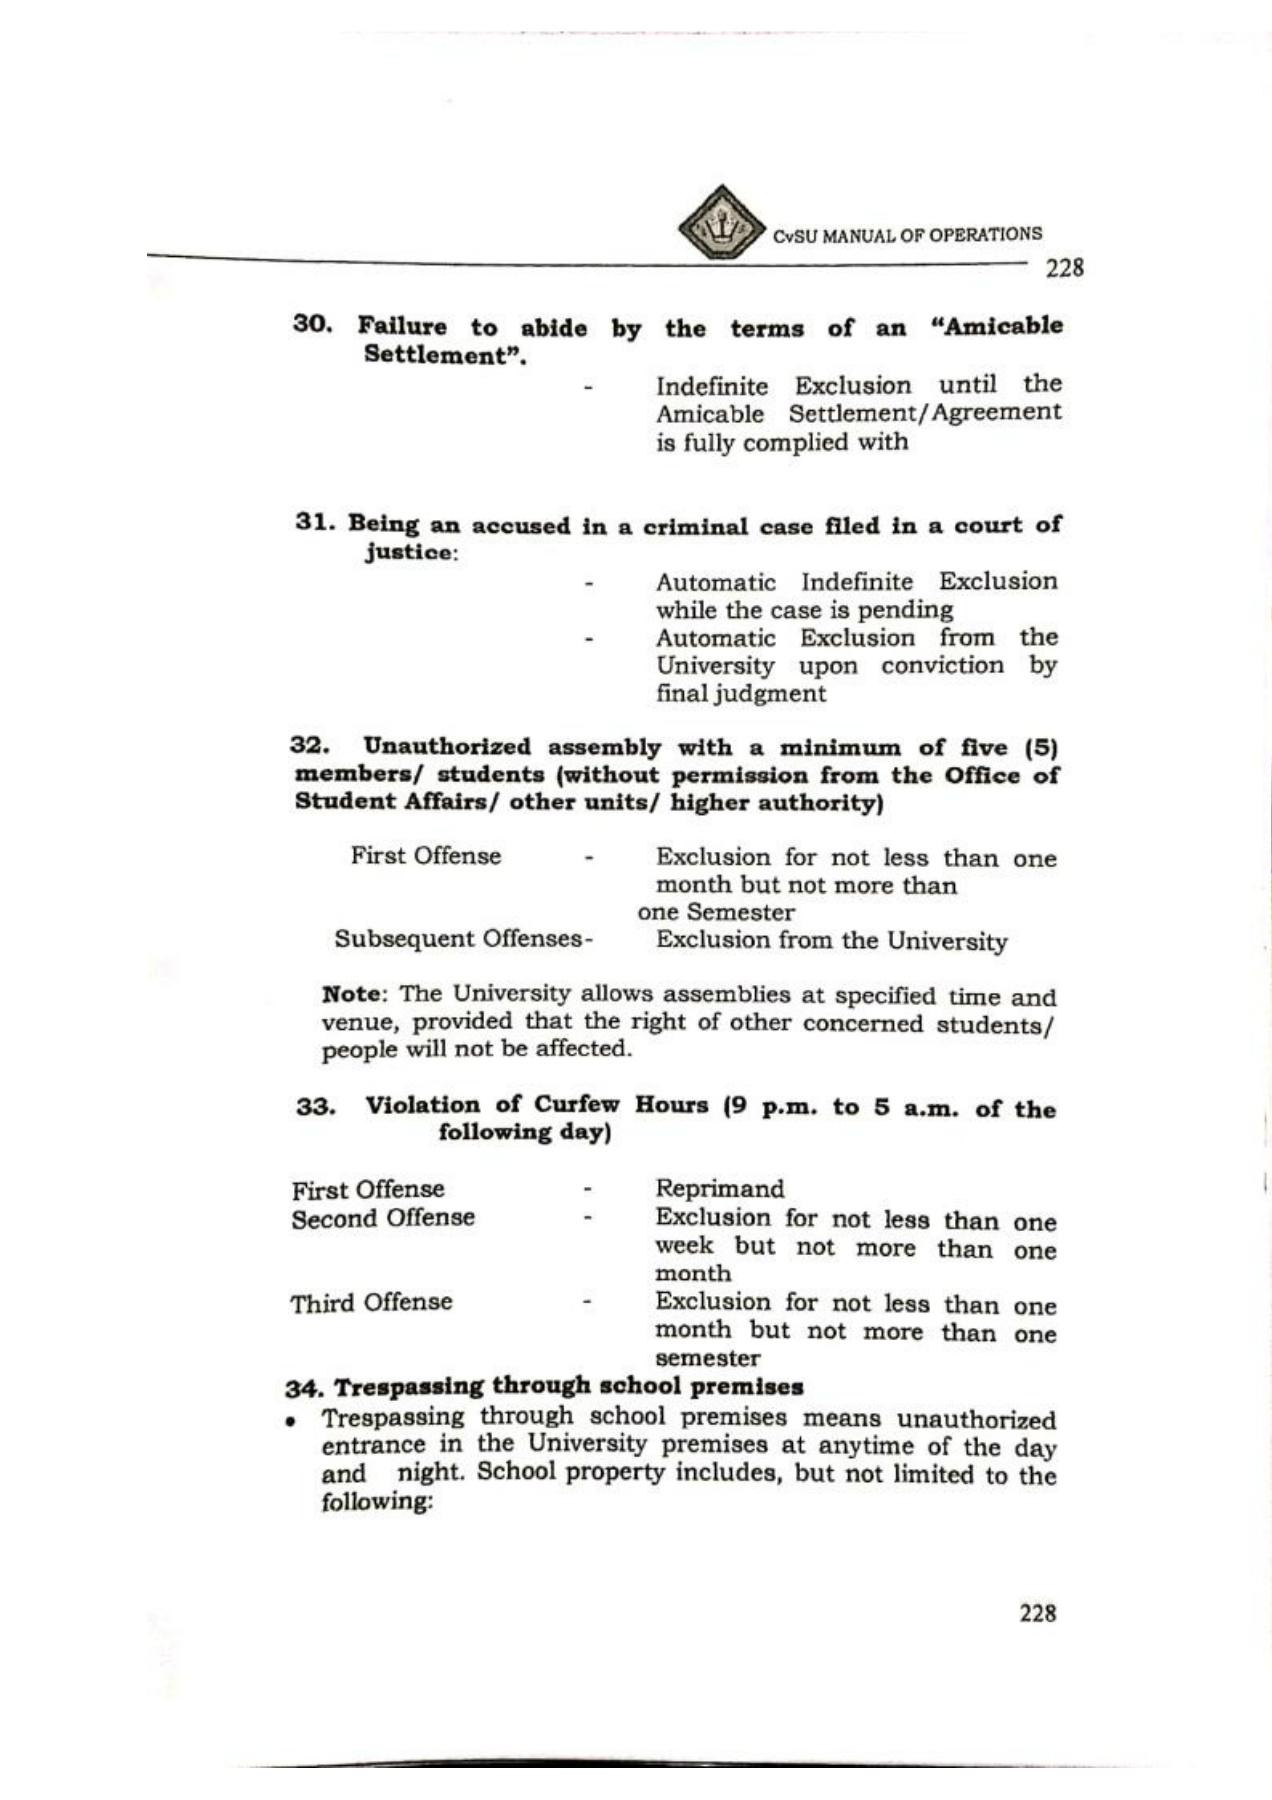 CvSU MANUAL OF OPERATIONS
228
30. Failure to abide by the terms of an “Amicable
Settlement”.
- Indefinite Exclusion until the
Amicable Settlement/Agreement
is fully complied with
31. Being an accused in a criminal case filed in a court of
justice:
- Automatic Indefinite Exclusion
while the case is pending
- Automatic Exclusion from the
University upon conviction by
final judgment
32. Unauthorized assembly with a minimum of five (5)
members/ students (without permission from the Office of
Student Affairs/ other units/ higher authority)
First Offense - Exclusion for not less than one
month but not more than
one Semester
Subsequent Offenses- Exclusion from the University
Note: The University allows assemblies at specified time and
venue, provided that the right of other concerned students/
people will not be affected.
33. Violation of Curfew Hours (9 p.m. to 5 a.m. of the
following day)
First Offense - Reprimand
Second Offense - Exclusion for not less than one
week but not more than one
month
Third Offense - Exclusion for not less than one
month but not more than one
semester
34. Trespassing through school premises
• Trespassing through school premises means unauthorized
entrance in the University premises at anytime of the day
and night. School property includes, but not limited to the
following:
228